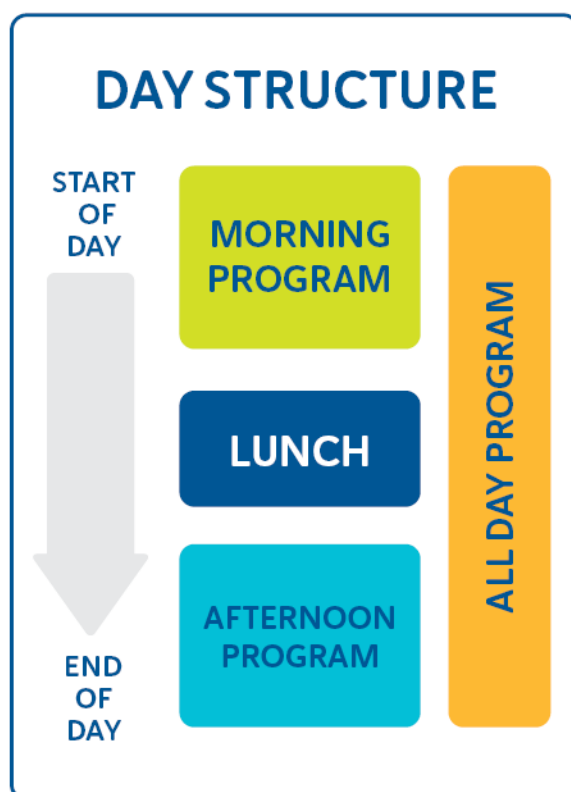 DAY STRUCTURE
START
OF
DAY
MORNING
PROGRAM
LUNCH
AFTERNOON
PROGRAM
END
OF
DAY
ALL DAY PROGRAM